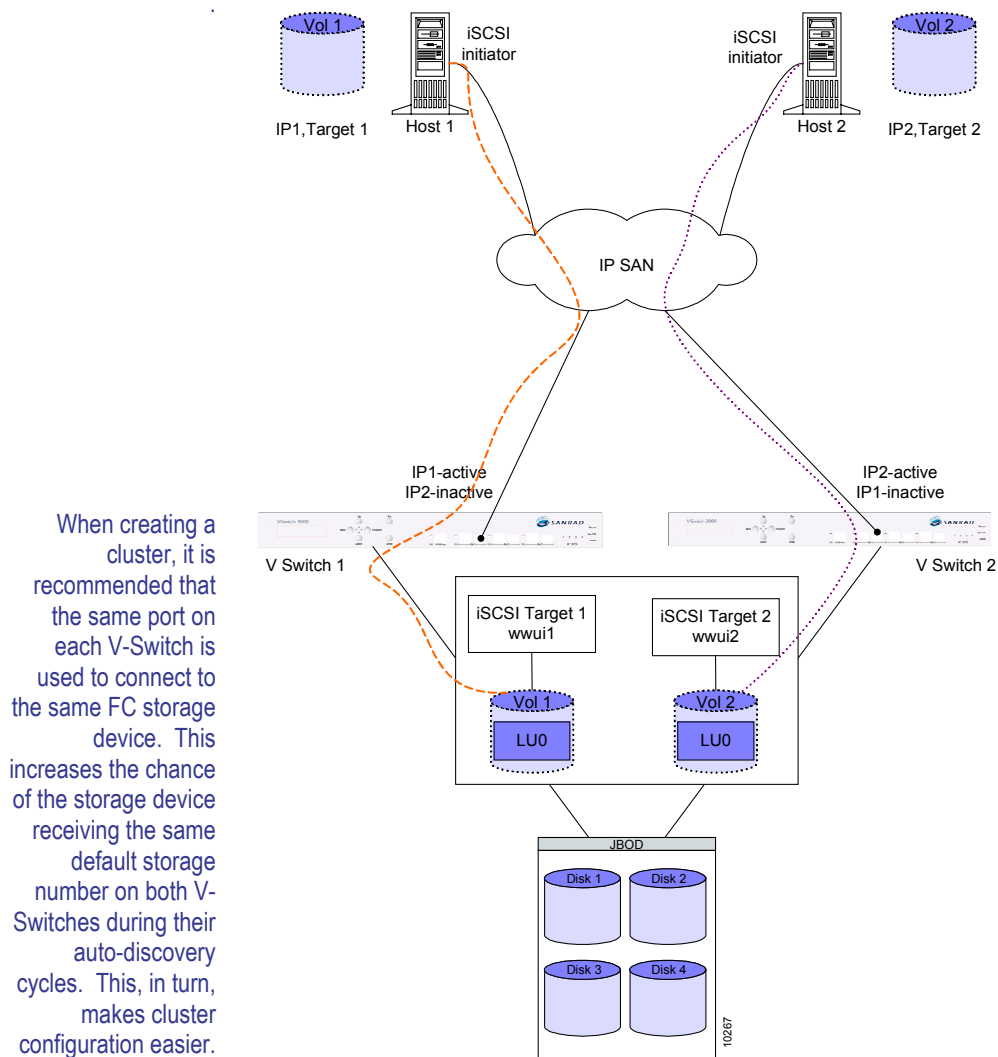 .
Vol 1
iSCSI
initiator
iSCSI
initiator
Vol 2
IP1,Target 1
Host 1
Host 2
IP2,Target 2
IP SAN
IP1-active
IP2-inactive
IP2-active
IP1-inactive
SANRAD
SANRAD
V Switch 1
V Switch 2
When creating a
cluster, it is
recommended that
the same port on
each V-Switch is
used to connect to
the same FC storage
device. This
increases the chance
of the storage device
receiving the same
default storage
number on both V-
Switches during their
auto-discovery
cycles. This, in turn,
makes cluster
configuration easier.
iSCSI Target 1
wwui1
iSCSI Target 2
wwui2
Vol 1
LU0
Vol 2
LU0
JBOD
Disk 1
Disk 2
Disk 3
Disk 4
10267